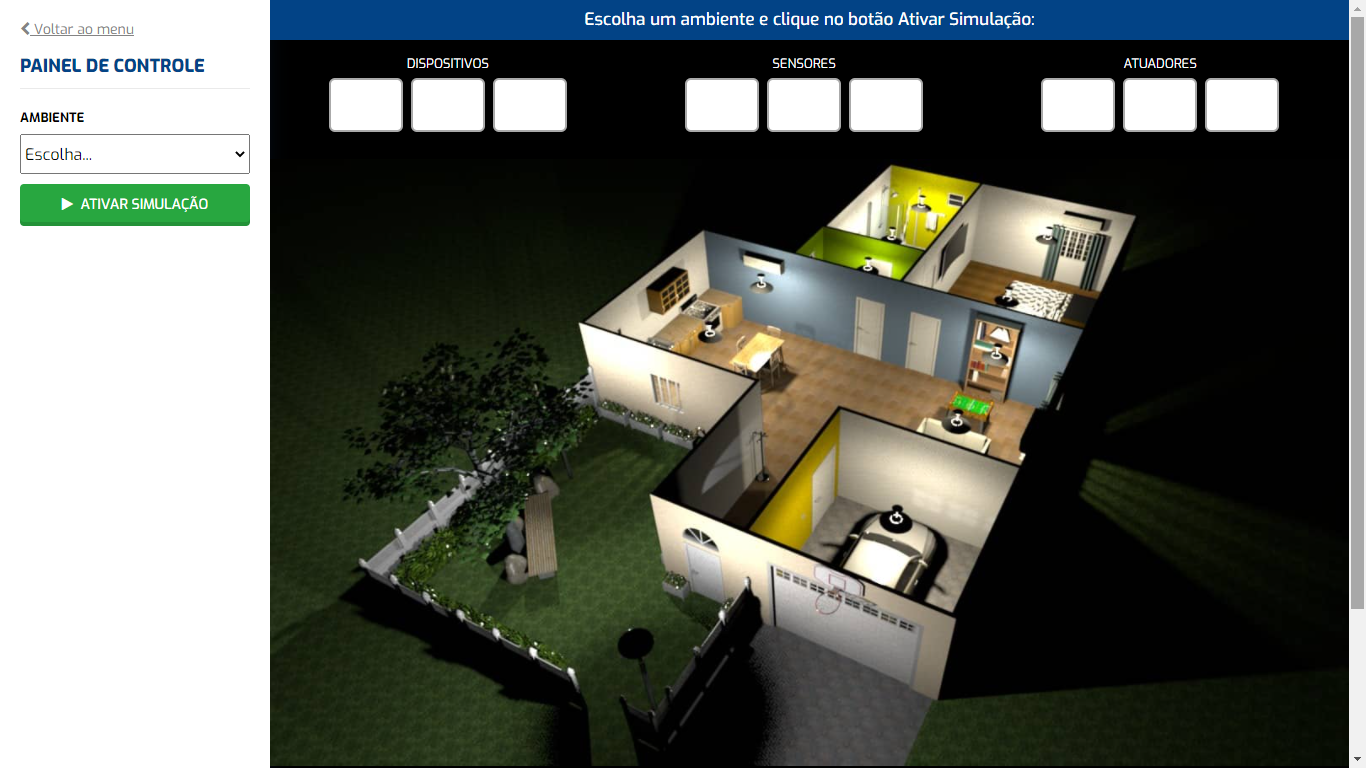 Voltar ao menu
PAINEL DE CONTROLE
AMBIENTE
Escolha...
ATIVAR SIMULAÇÃO
Escolha um ambiente e clique no botão Ativar Simulação:
DISPOSITIVOS
SENSORES
ATUADORES